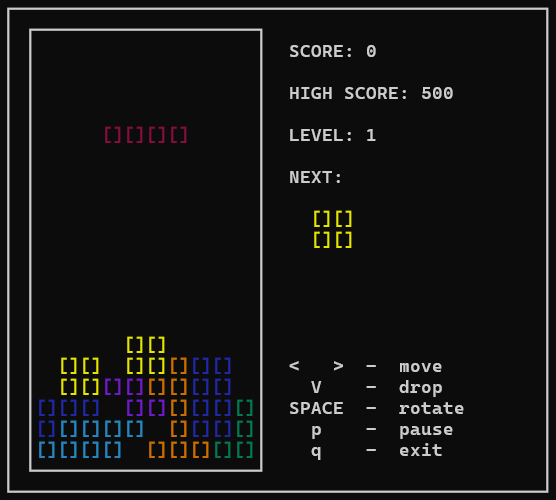 SCORE: 0
HIGH SCORE: 500
LEVEL: 1
[][][][]
NEXT:
[][]
[][]
[][]
[][] [][][][]
[][][][][][][][]
[][][] [][][][][][]
[][][][][] [][][][]
[][][][] [][][][][]
< > – move
V – drop
SPACE – rotate
p – pause
q – exit